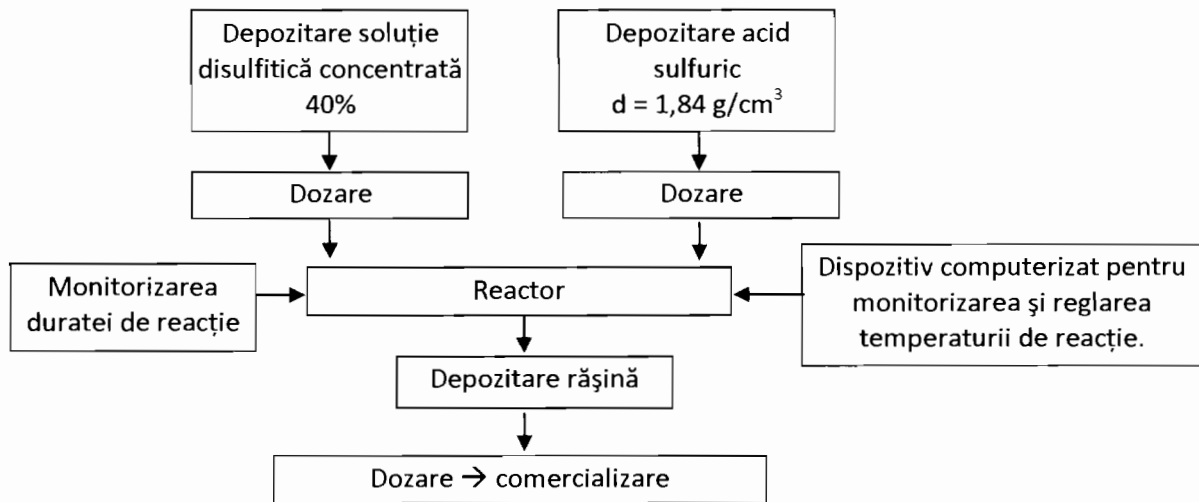 Depozitare soluție
disulfitică concentrată
40%
Depozitare acid
sulfuric
d = 1,84 g/cm³
Dozare
Dozare
Monitorizarea
duratei de reacție
Reactor
Dispozitiv computerizat pentru
monitorizarea şi reglarea
temperaturii de reacție.
Depozitare răşină
Dozare → comercializare